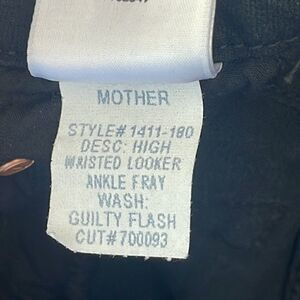 MOTHER
STYLE# 1411-180
DESC: HIGH
WAISTED LOOKER
ANKLE FRAY
WASH:
GUILTY FLASH
CUT#700093